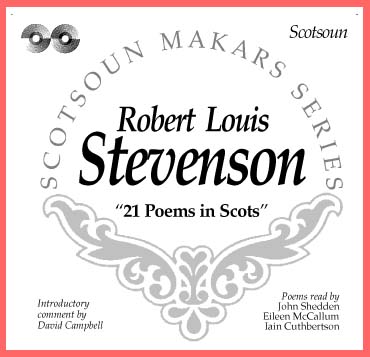 Scotsoun
SCOTSOUN MAKARS SERIES
Robert Louis
Stevenson
“21 Poems in Scots”
Introductory
comment by
David Campbell
Poems read by
John Shedden
Eileen McCallum
Iain Cuthbertson